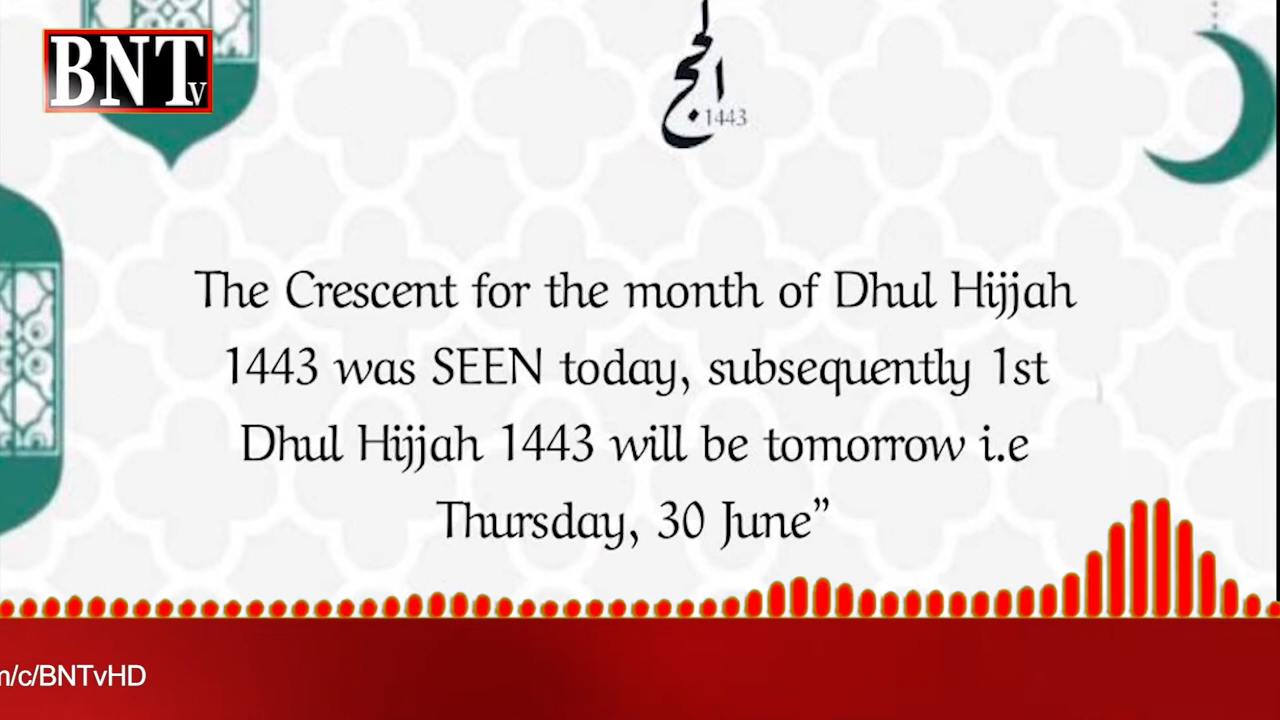 BNTv
الحج
1443
The Crescent for the month of Dhul Hijjah
1443 was SEEN today, subsequently 1st
Dhul Hijjah 1443 will be tomorrow i.e
Thursday, 30 June”
m/c/BNTvHD